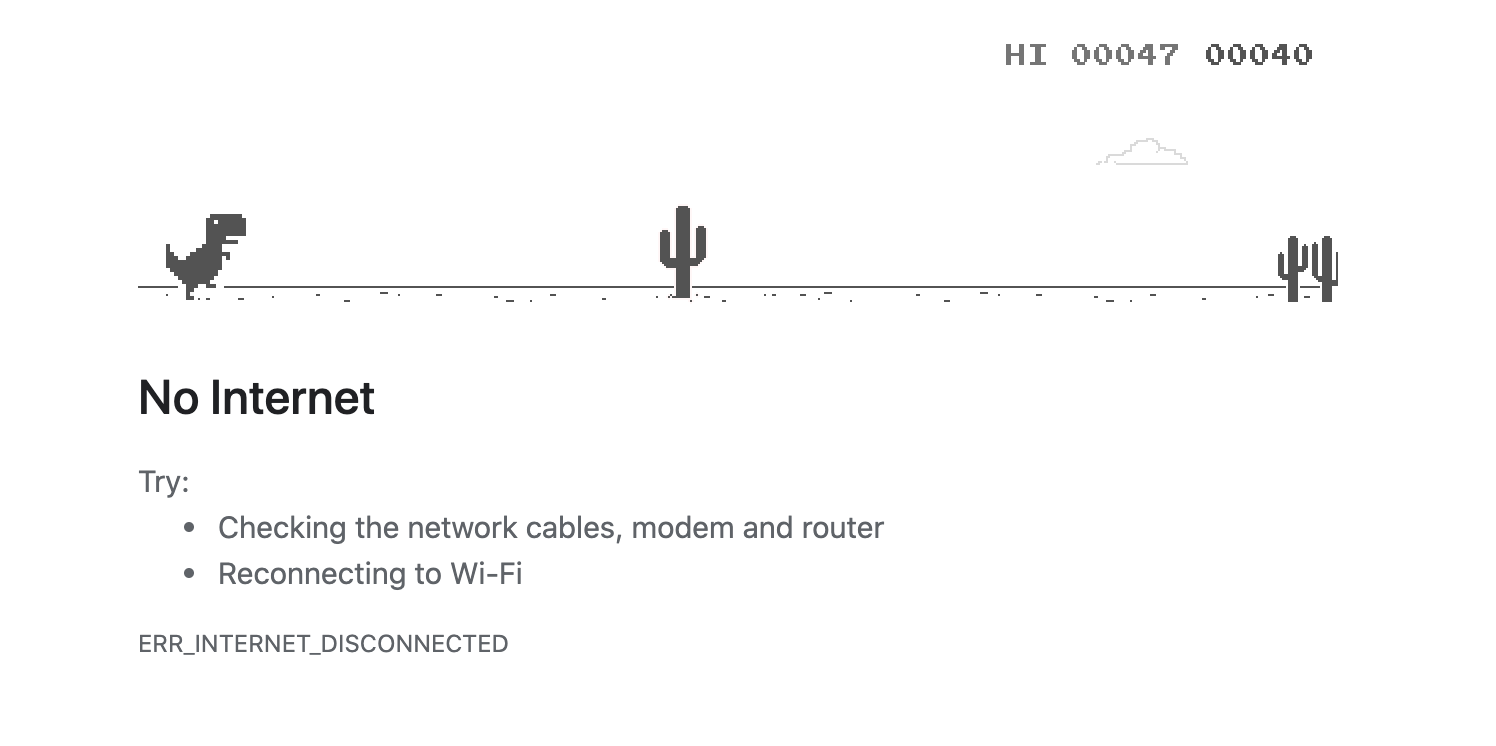 HI 00047 00040
No Internet
Try:
• Checking the network cables, modem and router
• Reconnecting to Wi-Fi
ERR_INTERNET_DISCONNECTED